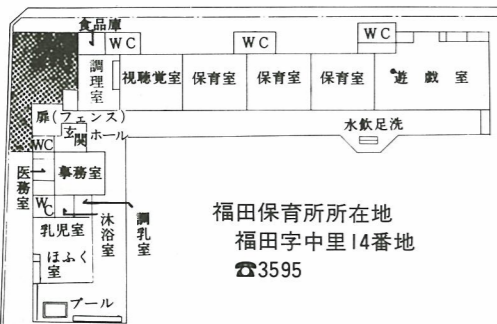 食品庫
WC
WC
WC
調理室
視聴覚室
保育室
保育室
保育室
遊戯室
扉(フェンス)
玄関
ホール
水飲足洗
WC
医務室
事務室
WC
沐浴室
調乳室
乳児室
ほふく室
プール
福田保育所所在地
福田字中里14番地
☎3595